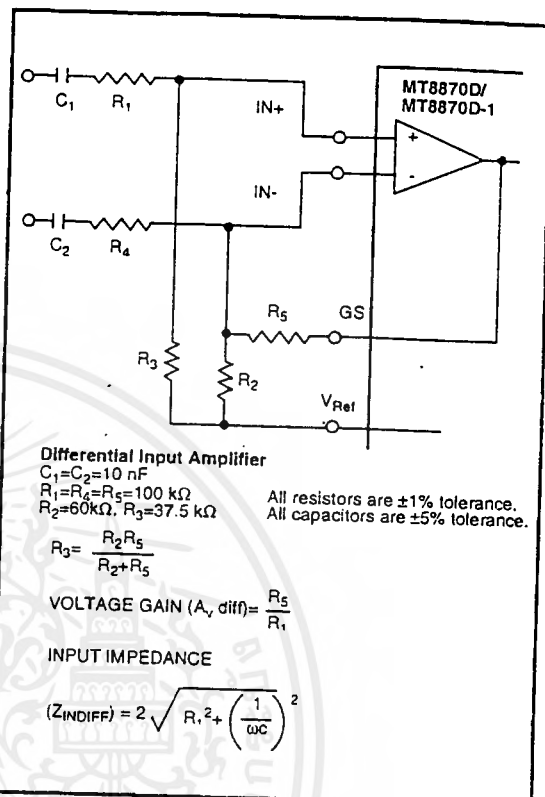 MT8870D/
MT8870D-1
C₁
R₁
IN+
+
-
IN-
C₂
R₄
R₅
GS
R₃
R₂
V_Ref
Differential Input Amplifier
C₁=C₂=10 nF
R₁=R₄=R₅=100 kΩ
R₂=60kΩ, R₃=37.5 kΩ
All resistors are ±1% tolerance.
All capacitors are ±5% tolerance.
R₃= R₂R₅ / R₂+R₅
VOLTAGE GAIN (Aᵥ diff)= R₅ / R₁
INPUT IMPEDANCE
(Z_INDIFF) = 2 √ R₁² + (1 / ωc)²